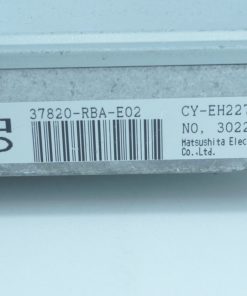 37820-RBA-E02
CY-EH227
NO, 3022
Matsushita Elec
Co.,Ltd.